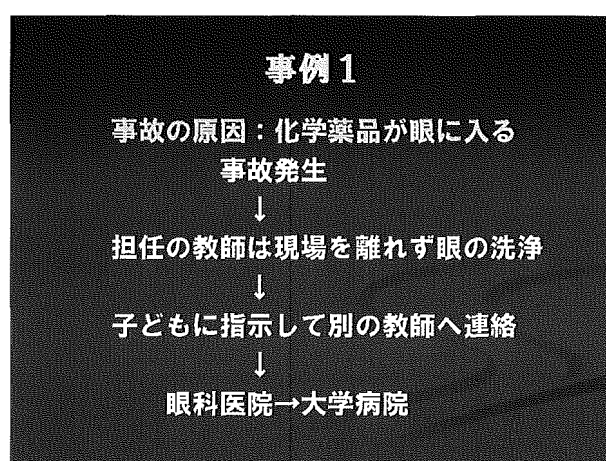 事例1
事故の原因：化学薬品が眼に入る
事故発生
↓
担任の教師は現場を離れず眼の洗浄
↓
子どもに指示して別の教師へ連絡
↓
眼科医院→大学病院